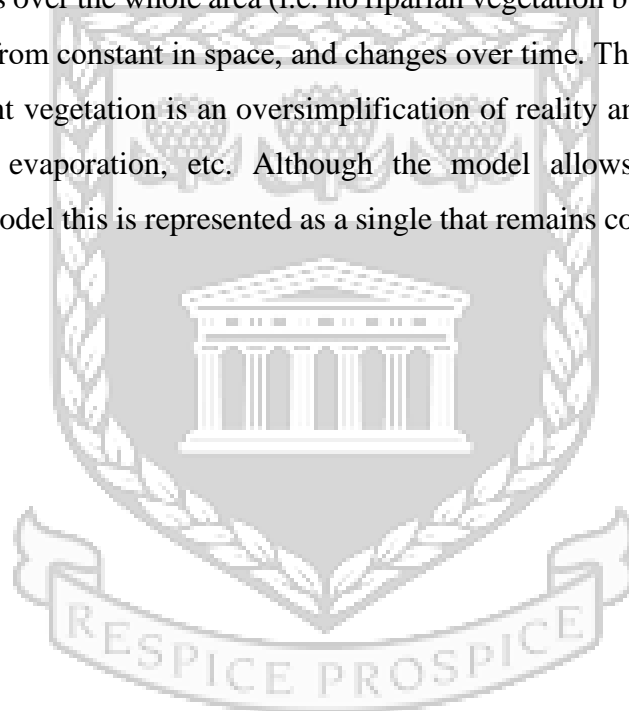 s over the whole area (i.e. no riparian vegetation b
from constant in space, and changes over time. Th
nt vegetation is an oversimplification of reality ar
evaporation, etc. Although the model allows
odel this is represented as a single that remains co
RESPICE PROSPICE